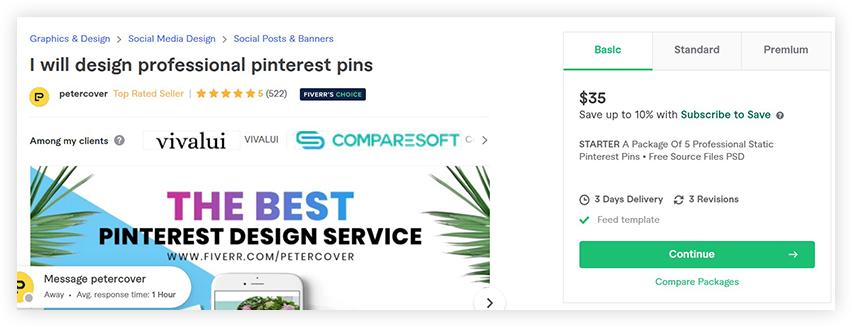 Graphics & Design > Social Media Design > Social Posts & Banners
I will design professional pinterest pins
petercover Top Rated Seller | 5 (522) FIVERR'S CHOICE
Among my clients vivalui VIVALUI COMPARESOFT
THE BEST
PINTEREST DESIGN SERVICE
WWW.FIVERR.COM/PETERCOVER
Message petercover
Away • Avg. response time: 1 Hour
Basic Standard Premium
$35
Save up to 10% with Subscribe to Save
STARTER A Package Of 5 Professional Static
Pinterest Pins • Free Source Files PSD
3 Days Delivery 3 Revisions
Feed template
Continue
Compare Packages